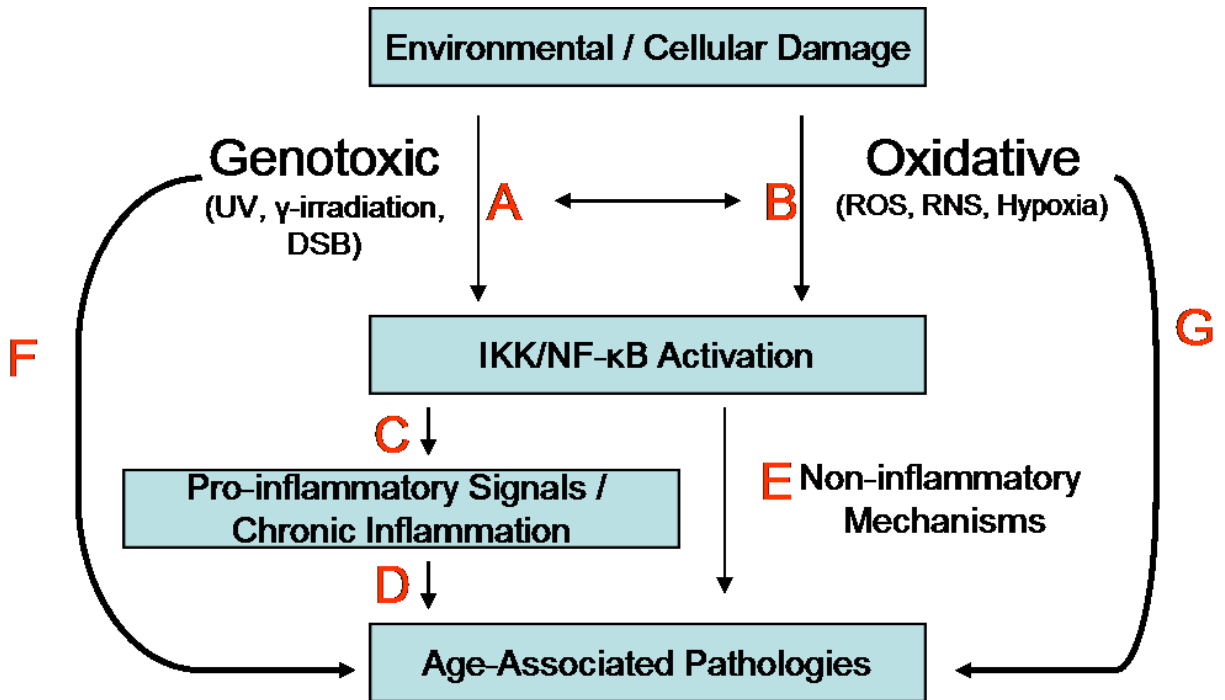 Environmental / Cellular Damage
Genotoxic
(UV, γ-irradiation,
DSB)
A
B
Oxidative
(ROS, RNS, Hypoxia)
F
G
IKK/NF-κB Activation
C
Pro-inflammatory Signals /
Chronic Inflammation
E Non-inflammatory
Mechanisms
D
Age-Associated Pathologies